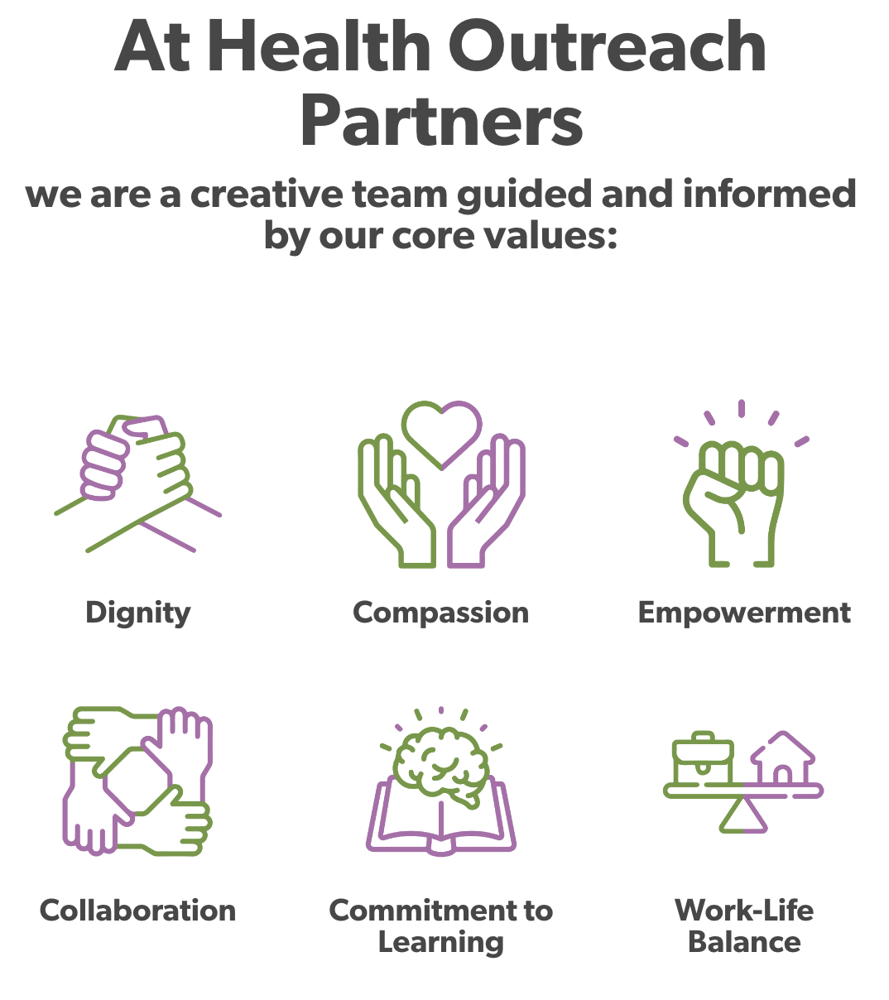 At Health Outreach
Partners
we are a creative team guided and informed
by our core values:
Dignity
Compassion
Empowerment
Collaboration
Commitment to
Learning
Work-Life
Balance